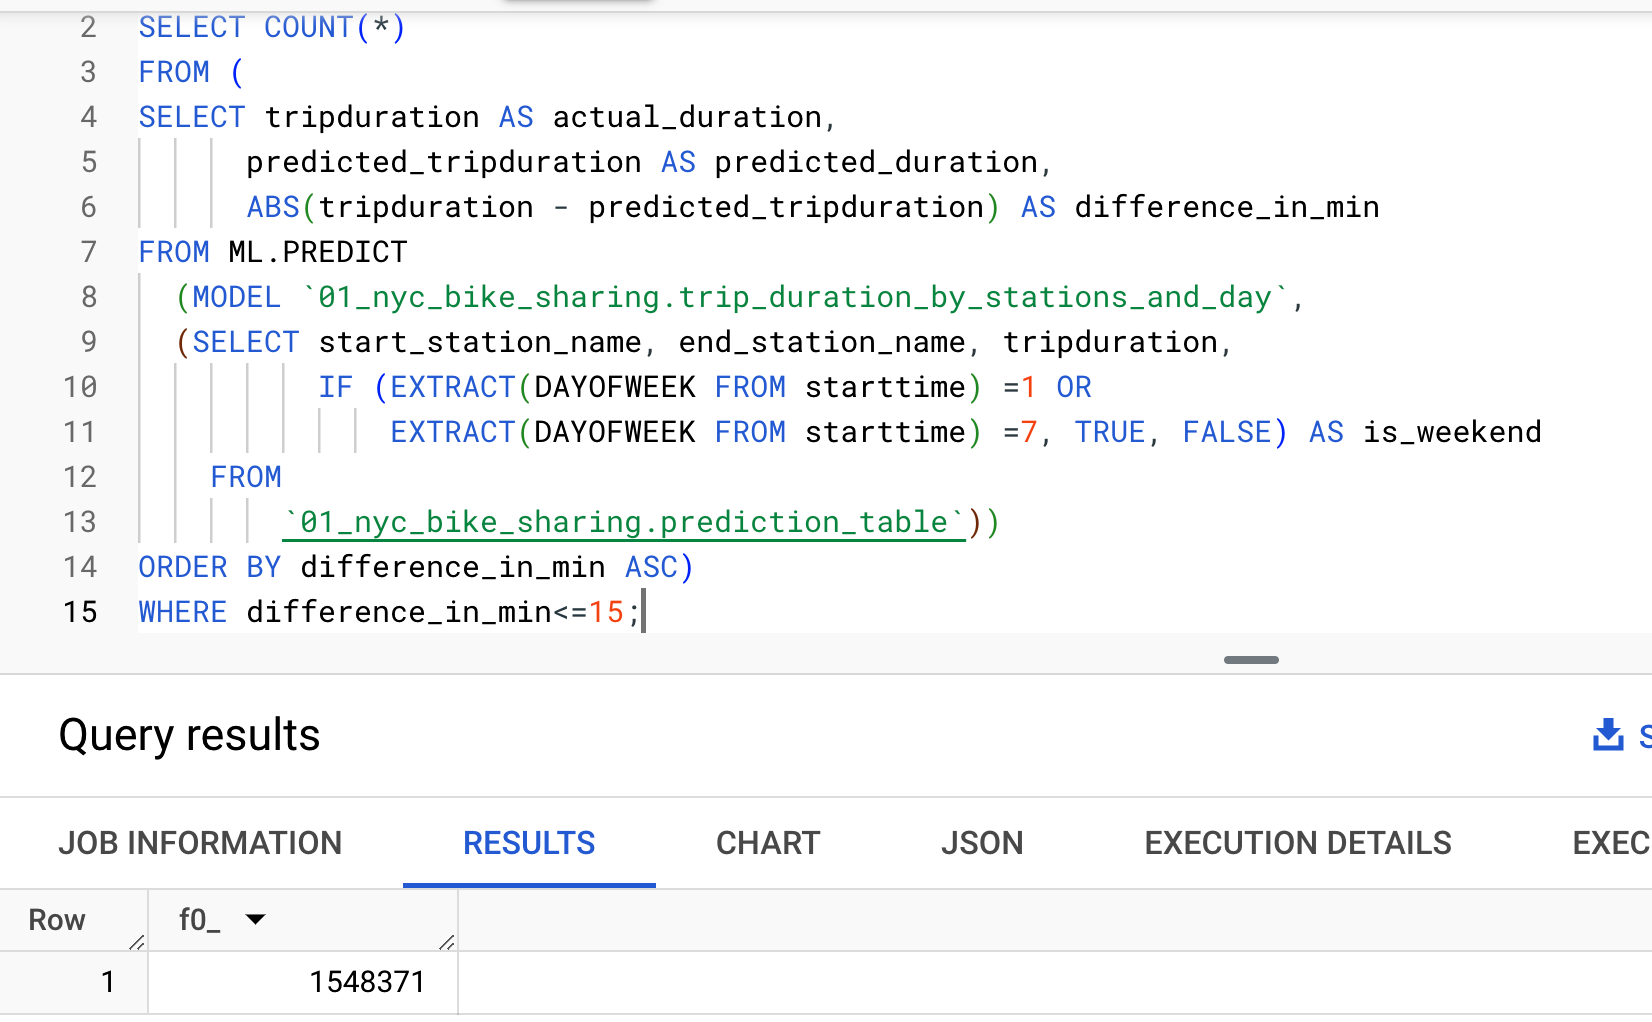 2 SELECT COUNT(*)
3 FROM (
4 SELECT tripduration AS actual_duration,
5 predicted_tripduration AS predicted_duration,
6 ABS(tripduration - predicted_tripduration) AS difference_in_min
7 FROM ML.PREDICT
8 (MODEL `01_nyc_bike_sharing.trip_duration_by_stations_and_day`,
9 (SELECT start_station_name, end_station_name, tripduration,
10 IF (EXTRACT(DAYOFWEEK FROM starttime) =1 OR
11 EXTRACT(DAYOFWEEK FROM starttime) =7, TRUE, FALSE) AS is_weekend
12 FROM
13 `01_nyc_bike_sharing.prediction_table`))
14 ORDER BY difference_in_min ASC)
15 WHERE difference_in_min<=15;
Query results S
JOB INFORMATION RESULTS CHART JSON EXECUTION DETAILS EXEC
Row f0_
1 1548371